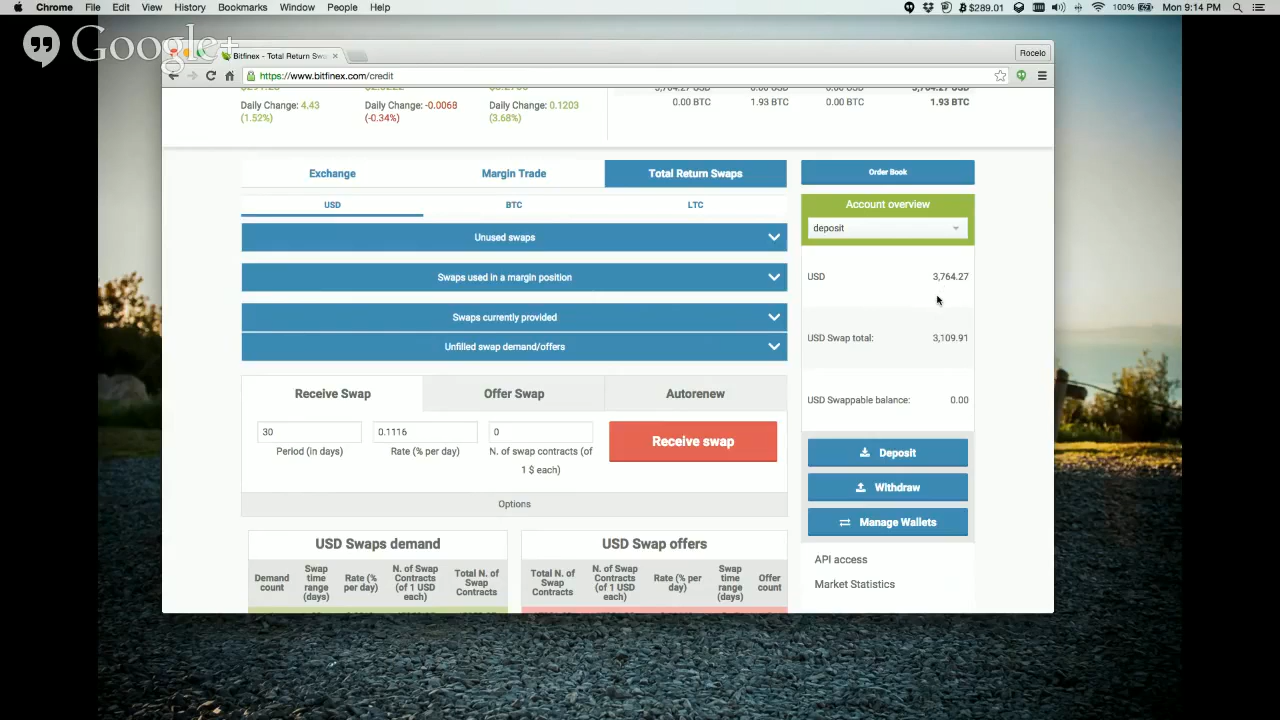 Chrome File Edit View History Bookmarks Window People Help
$289.01 100% Mon 9:14 PM
Google+
Bitfinex - Total Return Swa
Rocelo
https://www.bitfinex.com/credit
Daily Change: 4.43 (1.52%)
Daily Change: -0.0068 (-0.34%)
Daily Change: 0.1203 (3.68%)
0.00 BTC 1.93 BTC 0.00 BTC 1.93 BTC
Exchange Margin Trade Total Return Swaps
USD BTC LTC
Unused swaps
Swaps used in a margin position
Swaps currently provided
Unfilled swap demand/offers
Receive Swap Offer Swap Autorenew
30 0.1116 0 Receive swap
Period (in days) Rate (% per day) N. of swap contracts (of 1 $ each)
Options
USD Swaps demand
Demand count
Swap time range (days)
Rate (% per day)
N. of Swap Contracts (of 1 USD each)
Total N. of Swap Contracts
USD Swap offers
Total N. of Swap Contracts
N. of Swap Contracts (of 1 USD each)
Rate (% per day)
Swap time range (days)
Offer count
Order Book
Account overview
deposit
USD 3,764.27
USD Swap total: 3,109.91
USD Swappable balance: 0.00
Deposit
Withdraw
Manage Wallets
API access
Market Statistics